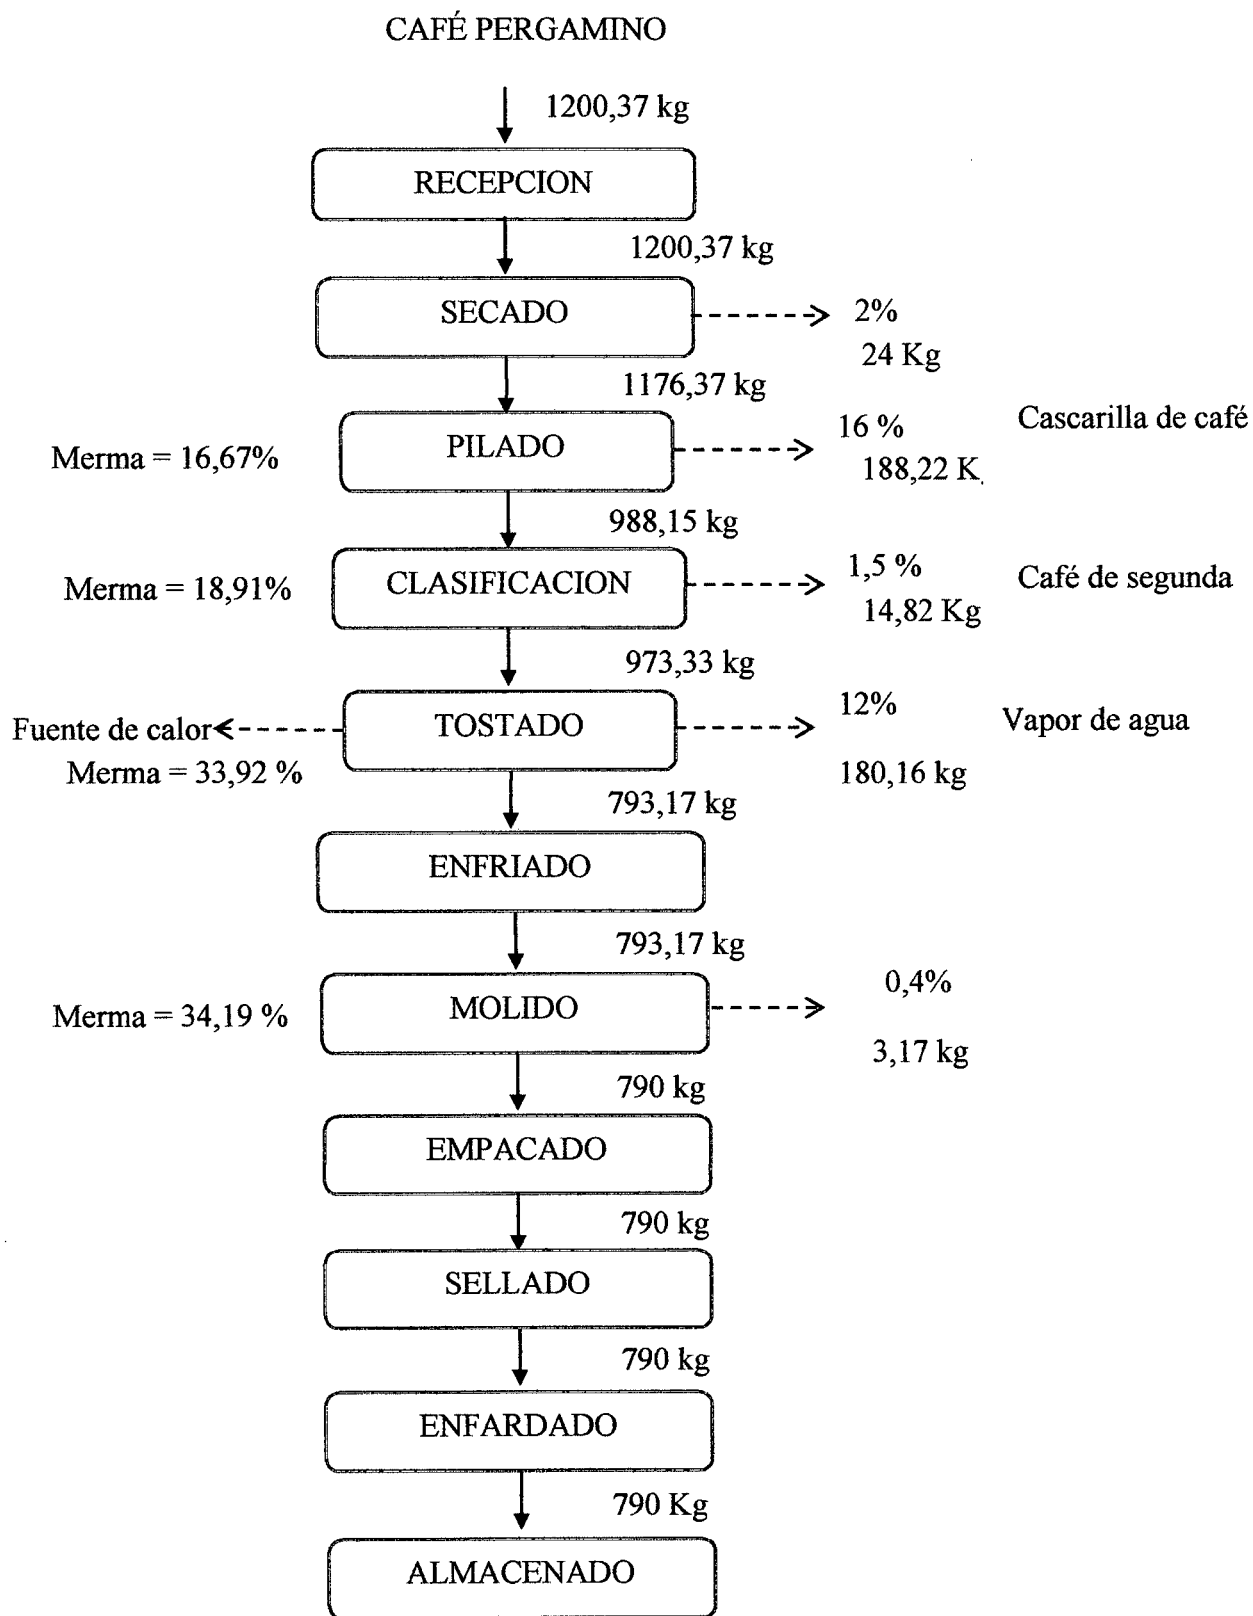 CAFÉ PERGAMINO
1200,37 kg
RECEPCION
1200,37 kg
SECADO
2%
24 Kg
1176,37 kg
Merma = 16,67%
PILADO
16 %
188,22 K
Cascarilla de café
988,15 kg
Merma = 18,91%
CLASIFICACION
1,5 %
14,82 Kg
Café de segunda
973,33 kg
Fuente de calor
Merma = 33,92 %
TOSTADO
12%
180,16 kg
Vapor de agua
793,17 kg
ENFRIADO
793,17 kg
Merma = 34,19 %
MOLIDO
0,4%
3,17 kg
790 kg
EMPACADO
790 kg
SELLADO
790 kg
ENFARDADO
790 Kg
ALMACENADO